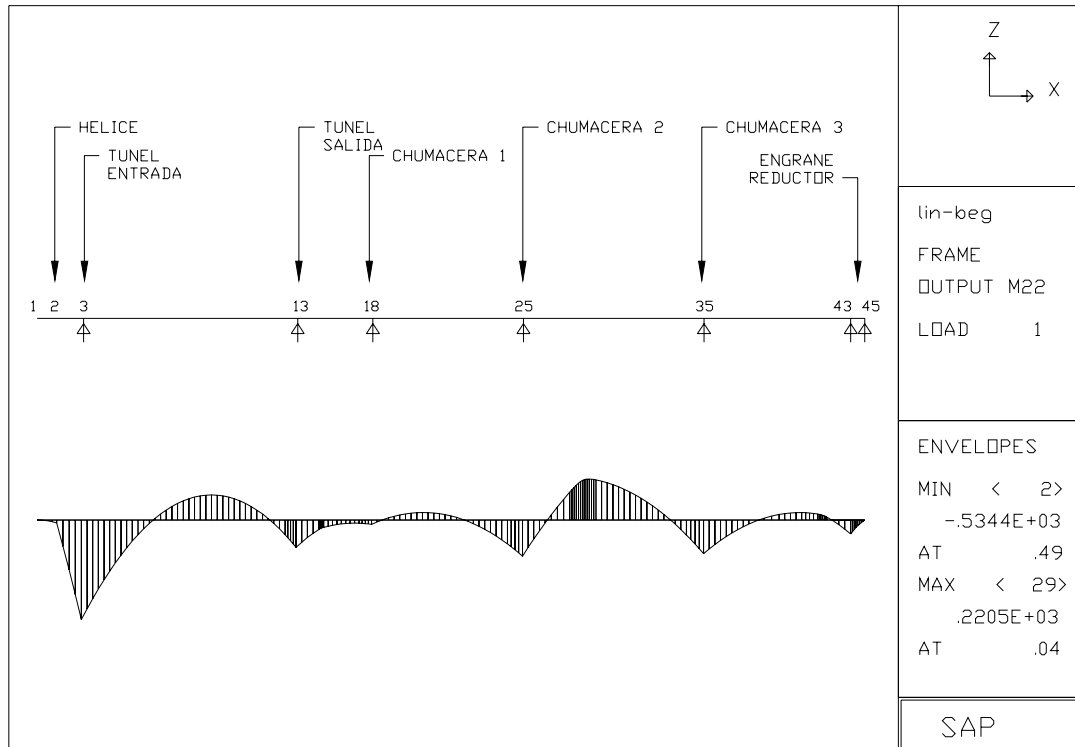 HELICE
TUNEL
ENTRADA
TUNEL
SALIDA
CHUMACERA 1
CHUMACERA 2
CHUMACERA 3
ENGRANE
REDUCTOR
1 2 3 13 18 25 35 43 45
Z
X
lin-beg
FRAME
OUTPUT M22
LOAD 1
ENVELOPES
MIN < 2>
-.5344E+03
AT .49
MAX < 29>
.2205E+03
AT .04
SAP